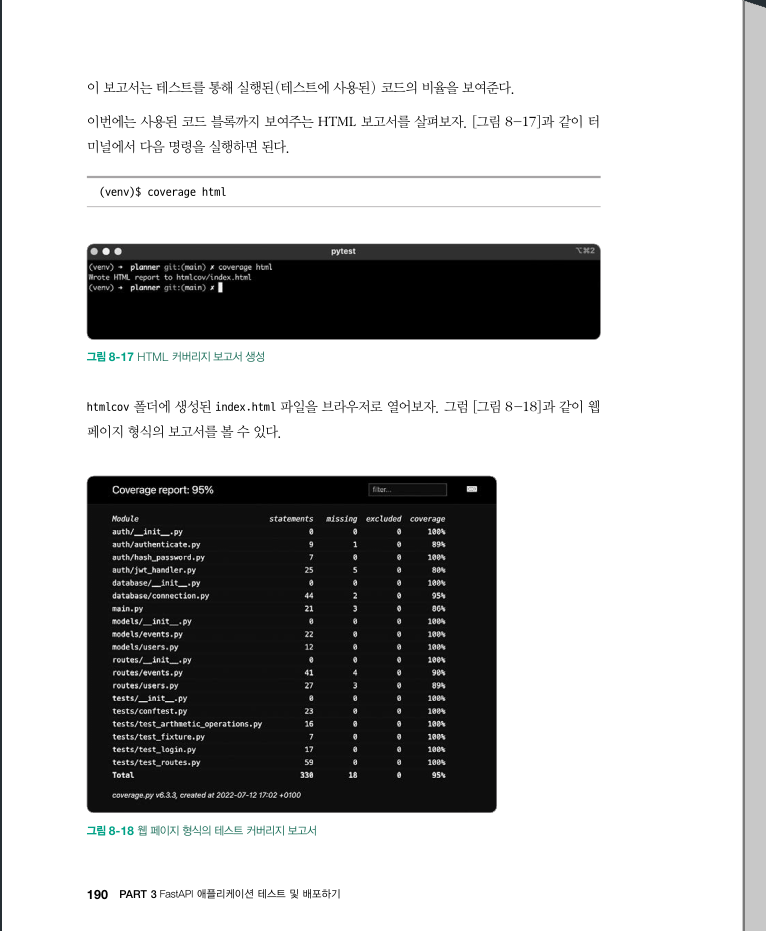 이 보고서는 테스트를 통해 실행된(테스트에 사용된) 코드의 비율을 보여준다.
이번에는 사용된 코드 블록까지 보여주는 HTML 보고서를 살펴보자. [그림 8-17]과 같이 터
미널에서 다음 명령을 실행하면 된다.
(venv)$ coverage html
pytest ⌥⌘2
(venv) → planner git:(main) ✗ coverage html
Wrote HTML report to htmlcov/index.html
(venv) → planner git:(main) ✗
그림 8-17 HTML 커버리지 보고서 생성
htmlcov 폴더에 생성된 index.html 파일을 브라우저로 열어보자. 그럼 [그림 8-18]과 같이 웹
페이지 형식의 보고서를 볼 수 있다.
Coverage report: 95% filter...
Module statements missing excluded coverage
auth/__init__.py 0 0 0 100%
auth/authenticate.py 9 1 0 89%
auth/hash_password.py 7 0 0 100%
auth/jwt_handler.py 25 5 0 80%
database/__init__.py 0 0 0 100%
database/connection.py 44 2 0 95%
main.py 21 3 0 86%
models/__init__.py 0 0 0 100%
models/events.py 22 0 0 100%
models/users.py 12 0 0 100%
routes/__init__.py 0 0 0 100%
routes/events.py 41 4 0 90%
routes/users.py 27 3 0 89%
tests/__init__.py 0 0 0 100%
tests/conftest.py 23 0 0 100%
tests/test_arthmetic_operations.py 16 0 0 100%
tests/test_fixture.py 7 0 0 100%
tests/test_login.py 17 0 0 100%
tests/test_routes.py 59 0 0 100%
Total 330 18 0 95%
coverage.py v6.3.3, created at 2022-07-12 17:02 +0100
그림 8-18 웹 페이지 형식의 테스트 커버리지 보고서
190 PART 3 FastAPI 애플리케이션 테스트 및 배포하기